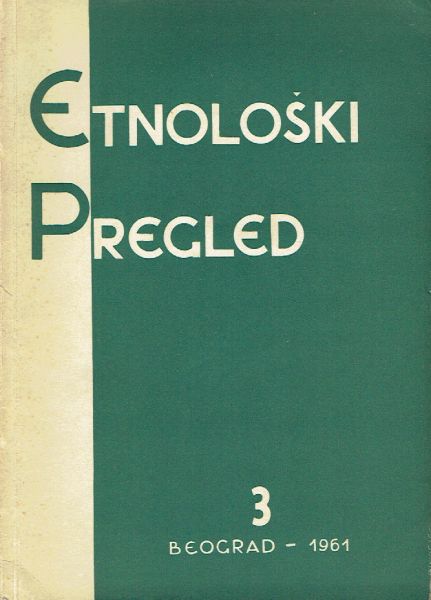 ETNOLOŠKI
PREGLED
3
BEOGRAD - 1961